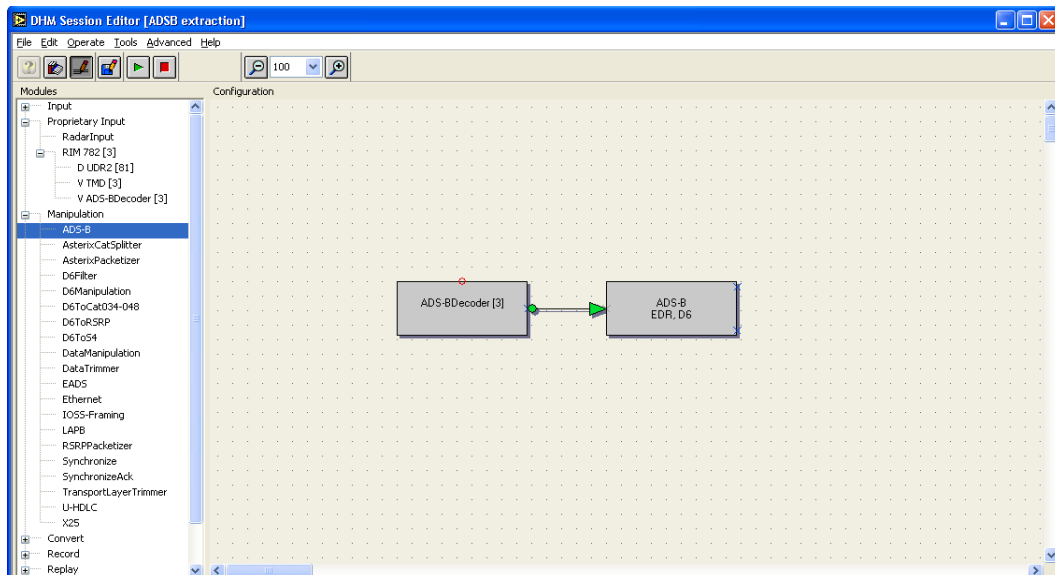 DHM Session Editor [ADSB extraction]
File Edit Operate Tools Advanced Help
100
Modules
Configuration
Input
Proprietary Input
RadarInput
RIM 782 [3]
D UDR2 [81]
V TMD [3]
V ADS-BDecoder [3]
Manipulation
ADS-B
AsterixCatSplitter
AsterixPacketizer
D6Filter
D6Manipulation
D6ToCat034-048
D6ToRSRP
D6ToS4
DataManipulation
DataTrimmer
EADS
Ethernet
IOSS-Framing
LAPB
RSRPPacketizer
Synchronize
SynchronizeAck
TransportLayerTrimmer
U-HDLC
X25
Convert
Record
Replay
ADS-BDecoder [3]
ADS-B
EDR, D6